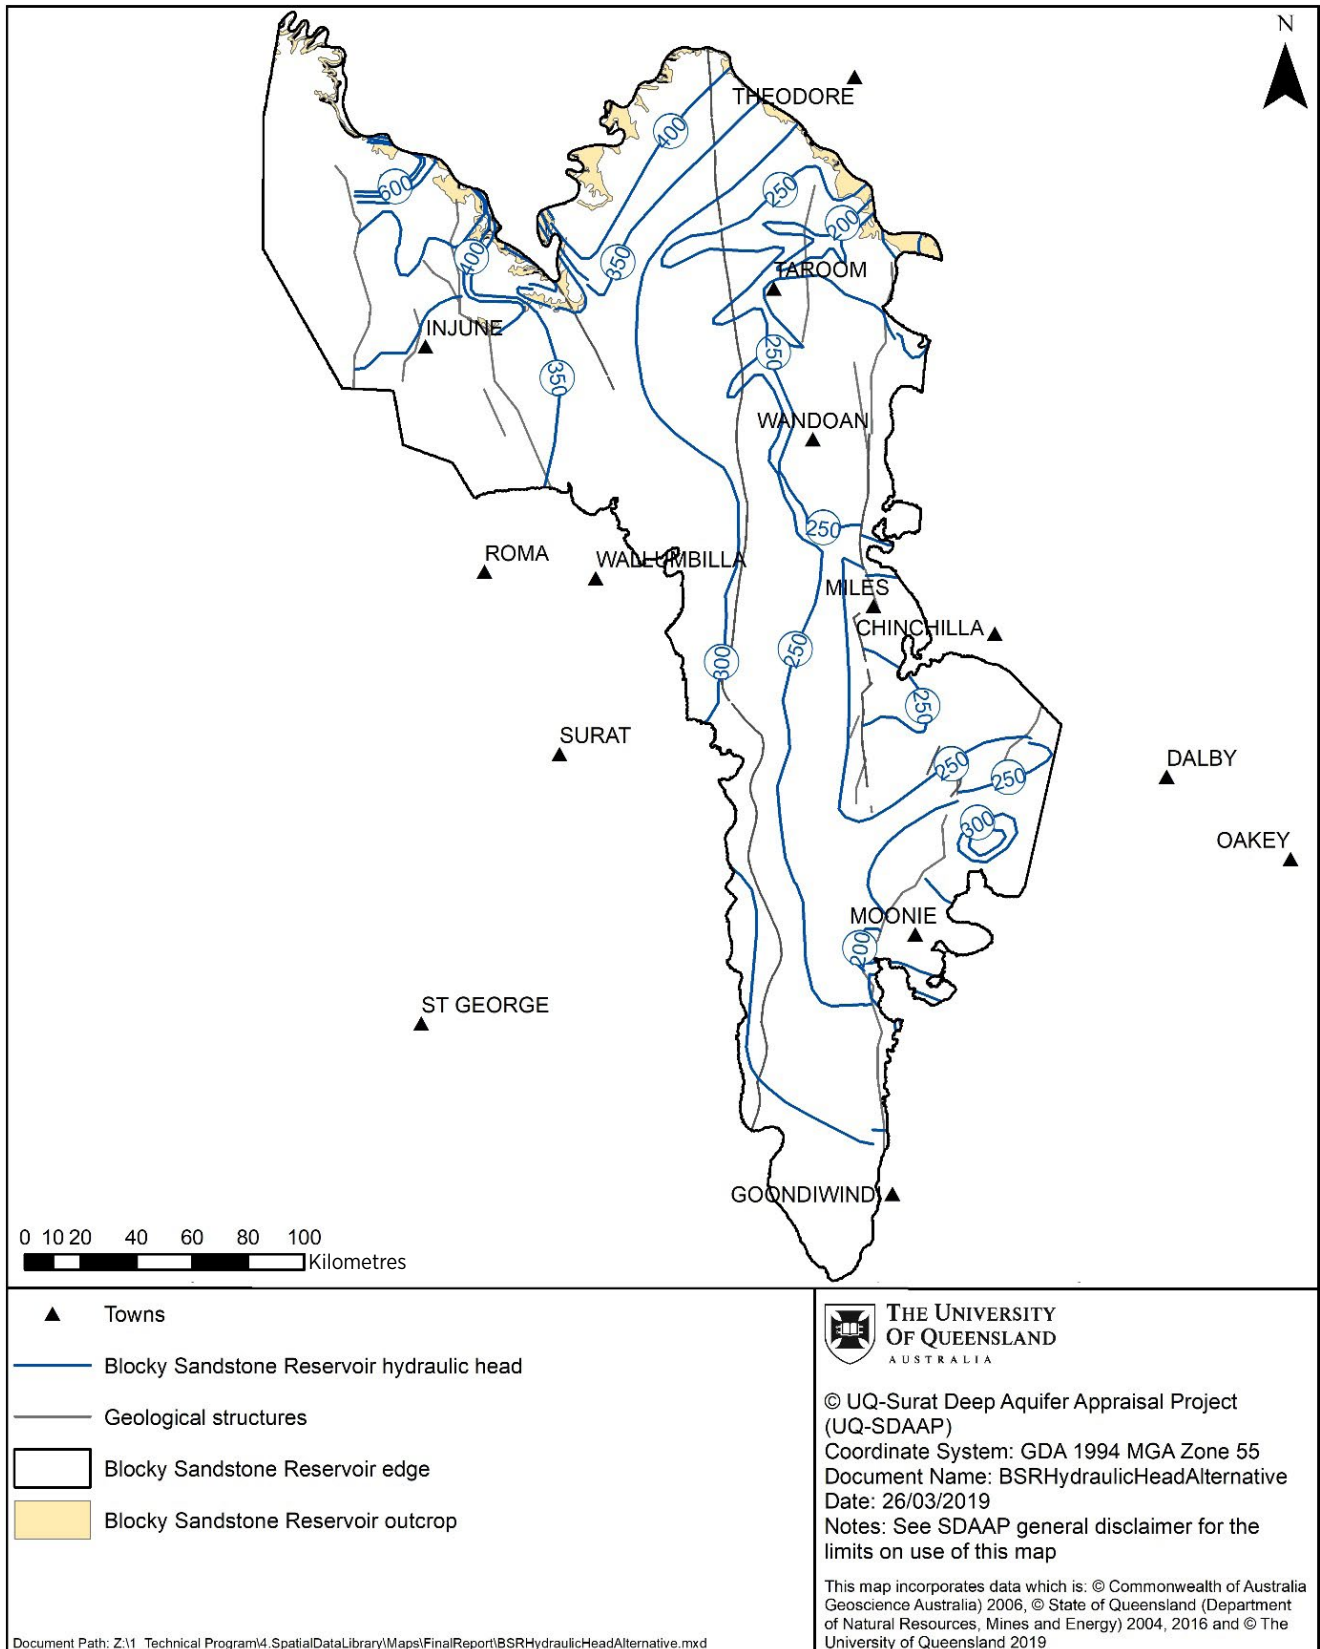 N
THEODORE
400
600
250
200
400
350
TAROOM
INJUNE
250
350
WANDOAN
250
ROMA
WALLUMBILLA
MILES
CHINCHILLA
250
300
250
SURAT
250
250
DALBY
300
OAKEY
MOONIE
200
ST GEORGE
GOONDIWINDI
0 10 20 40 60 80 100
Kilometres
Towns
Blocky Sandstone Reservoir hydraulic head
Geological structures
Blocky Sandstone Reservoir edge
Blocky Sandstone Reservoir outcrop
Document Path: Z:\1_Technical Program\4.SpatialDataLibrary\Maps\FinalReport\BSRHydraulicHeadAlternative.mxd
THE UNIVERSITY
OF QUEENSLAND
AUSTRALIA
© UQ-Surat Deep Aquifer Appraisal Project
(UQ-SDAAP)
Coordinate System: GDA 1994 MGA Zone 55
Document Name: BSRHydraulicHeadAlternative
Date: 26/03/2019
Notes: See SDAAP general disclaimer for the
limits on use of this map
This map incorporates data which is: © Commonwealth of Australia
Geoscience Australia) 2006, © State of Queensland (Department
of Natural Resources, Mines and Energy) 2004, 2016 and © The
University of Queensland 2019